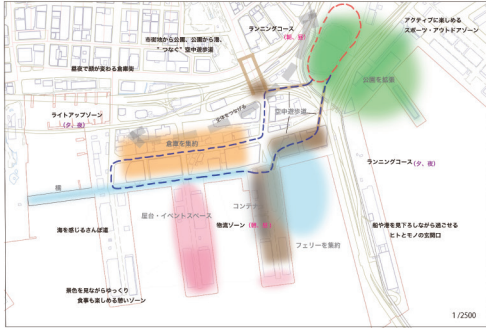 ランニングコース
(朝、昼)
アクティブに楽しめる
スポーツ・アウトドアゾーン
市街地から公園、公園から港、
"つなぐ"空中遊歩道
昼夜で顔が変わる倉庫街
公園を拡張
ライトアップゾーン
(夕、夜)
空中遊歩道
倉庫を集約
ランニングコース(夕、夜)
橋
屋台・イベントスペース
コンテナ
海を感じるさんぽ道
物流ゾーン
船や港を見下ろしながら過ごせる
ヒトとモノの玄関口
フェリーを集約
景色を見ながらゆっくり
食事も楽しめる憩いゾーン
1/2500